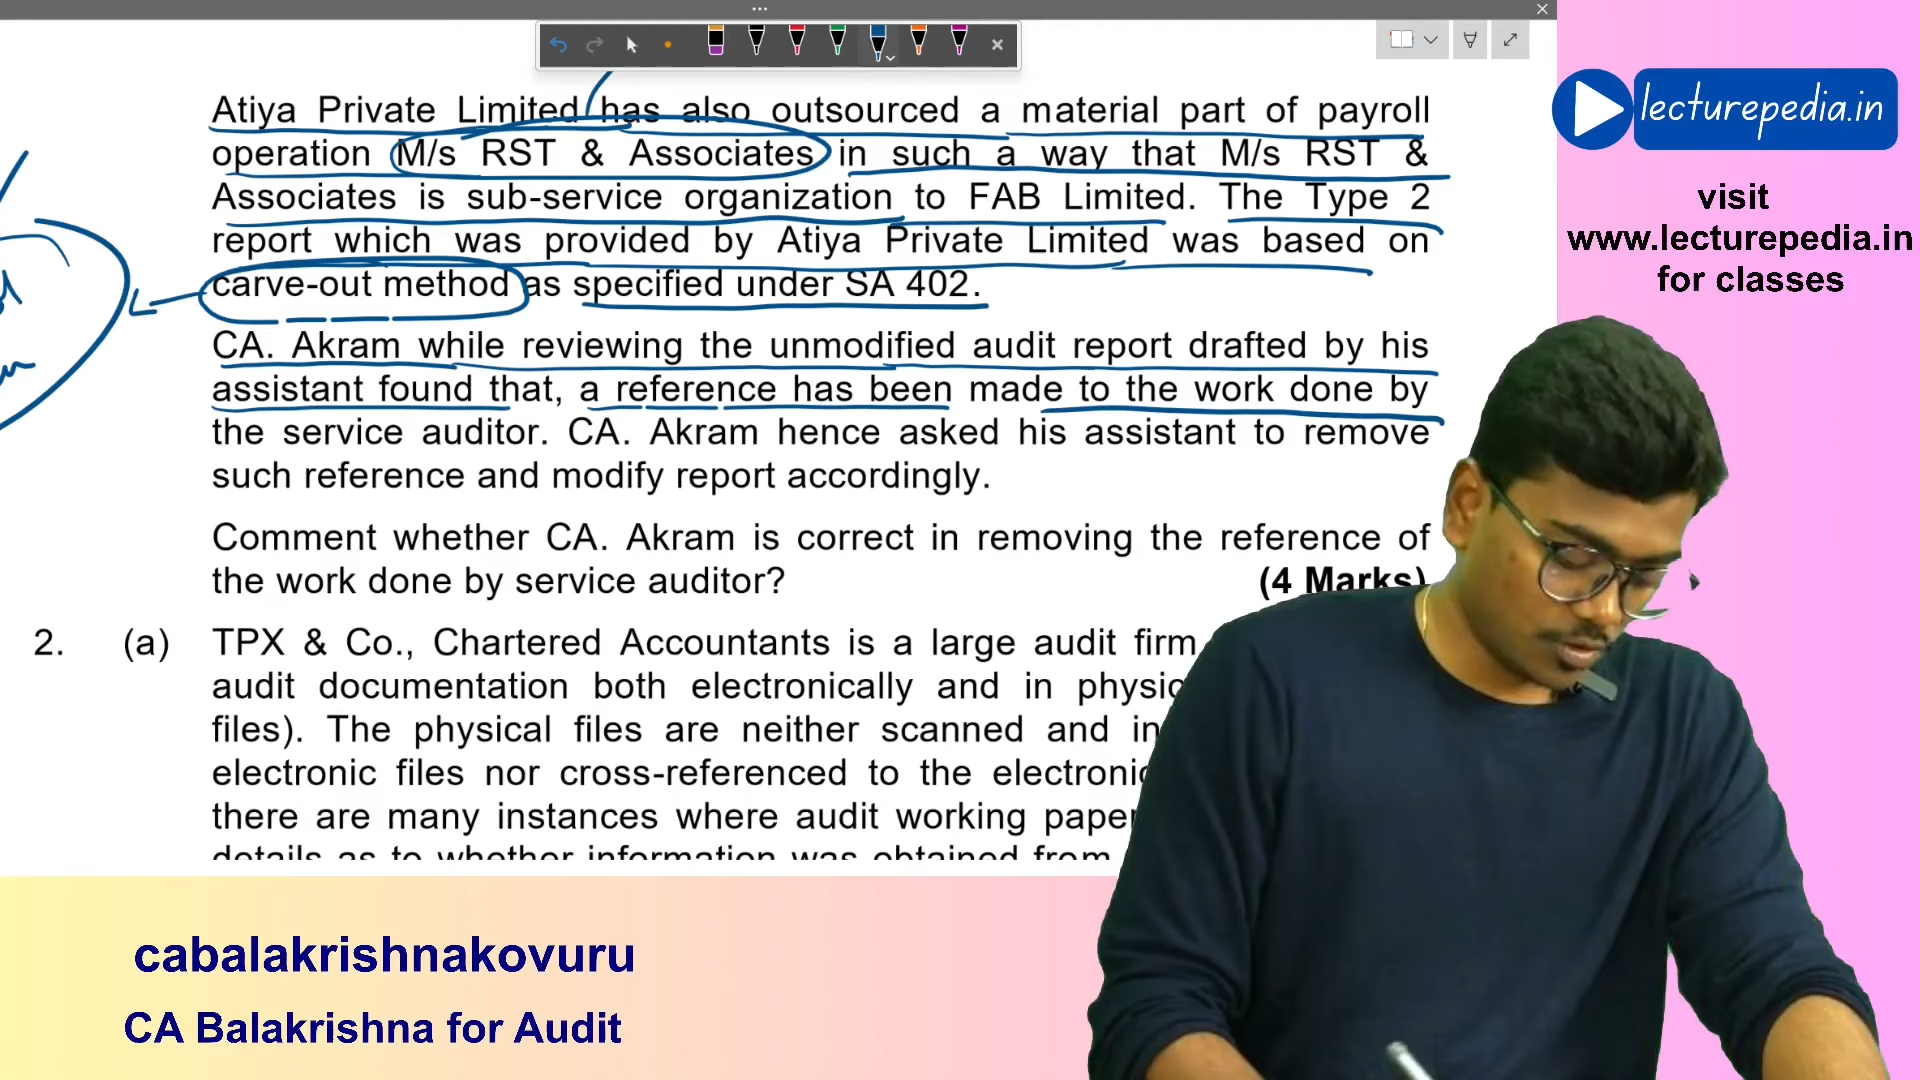 lecturepedia.in
visit
www.lecturepedia.in
for classes
Atiya Private Limited has also outsourced a material part of payroll
operation M/s RST & Associates in such a way that M/s RST &
Associates is sub-service organization to FAB Limited. The Type 2
report which was provided by Atiya Private Limited was based on
carve-out method as specified under SA 402.
CA. Akram while reviewing the unmodified audit report drafted by his
assistant found that, a reference has been made to the work done by
the service auditor. CA. Akram hence asked his assistant to remove
such reference and modify report accordingly.
Comment whether CA. Akram is correct in removing the reference of
the work done by service auditor? (4 Marks)
2. (a) TPX & Co., Chartered Accountants is a large audit firm
audit documentation both electronically and in
files). The physical files are neither scanned and
electronic files nor cross-referenced to the
there are many instances where audit working
details as to whether information was obtained from
cabalakrishnakovuru
CA Balakrishna for Audit